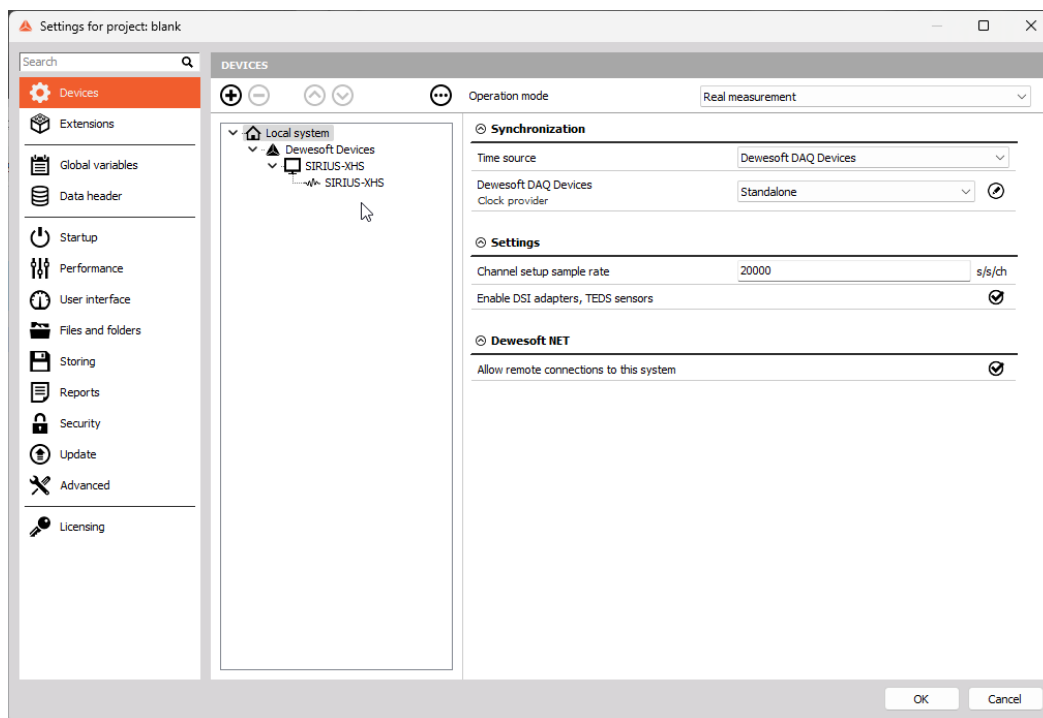 Settings for project: blank
Search
Devices
Extensions
Global variables
Data header
Startup
Performance
User interface
Files and folders
Storing
Reports
Security
Update
Advanced
Licensing
DEVICES
Local system
Dewesoft Devices
SIRIUS-XHS
SIRIUS-XHS
Operation mode Real measurement
Synchronization
Time source Dewesoft DAQ Devices
Dewesoft DAQ Devices Standalone
Clock provider
Settings
Channel setup sample rate 20000 s/s/ch
Enable DSI adapters, TEDS sensors
Dewesoft NET
Allow remote connections to this system
OK Cancel